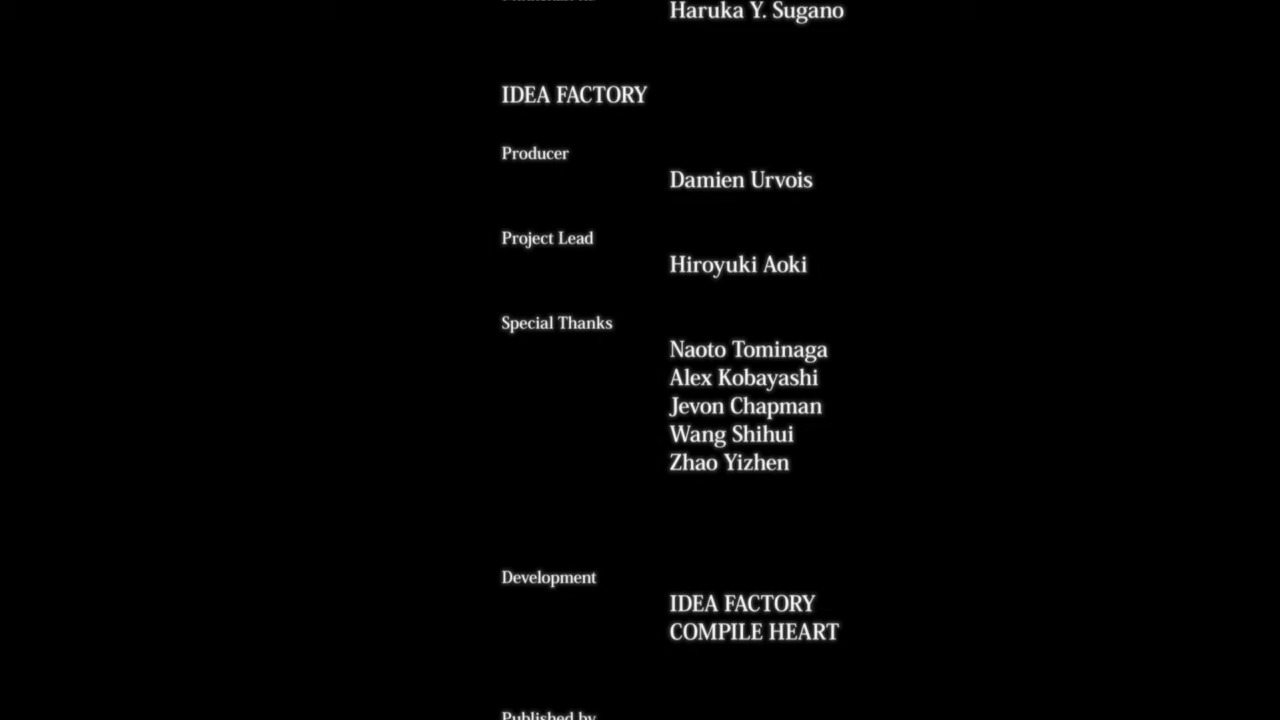 Haruka Y. Sugano
IDEA FACTORY
Producer
Damien Urvois
Project Lead
Hiroyuki Aoki
Special Thanks
Naoto Tominaga
Alex Kobayashi
Jevon Chapman
Wang Shihui
Zhao Yizhen
Development
IDEA FACTORY
COMPILE HEART
Published by